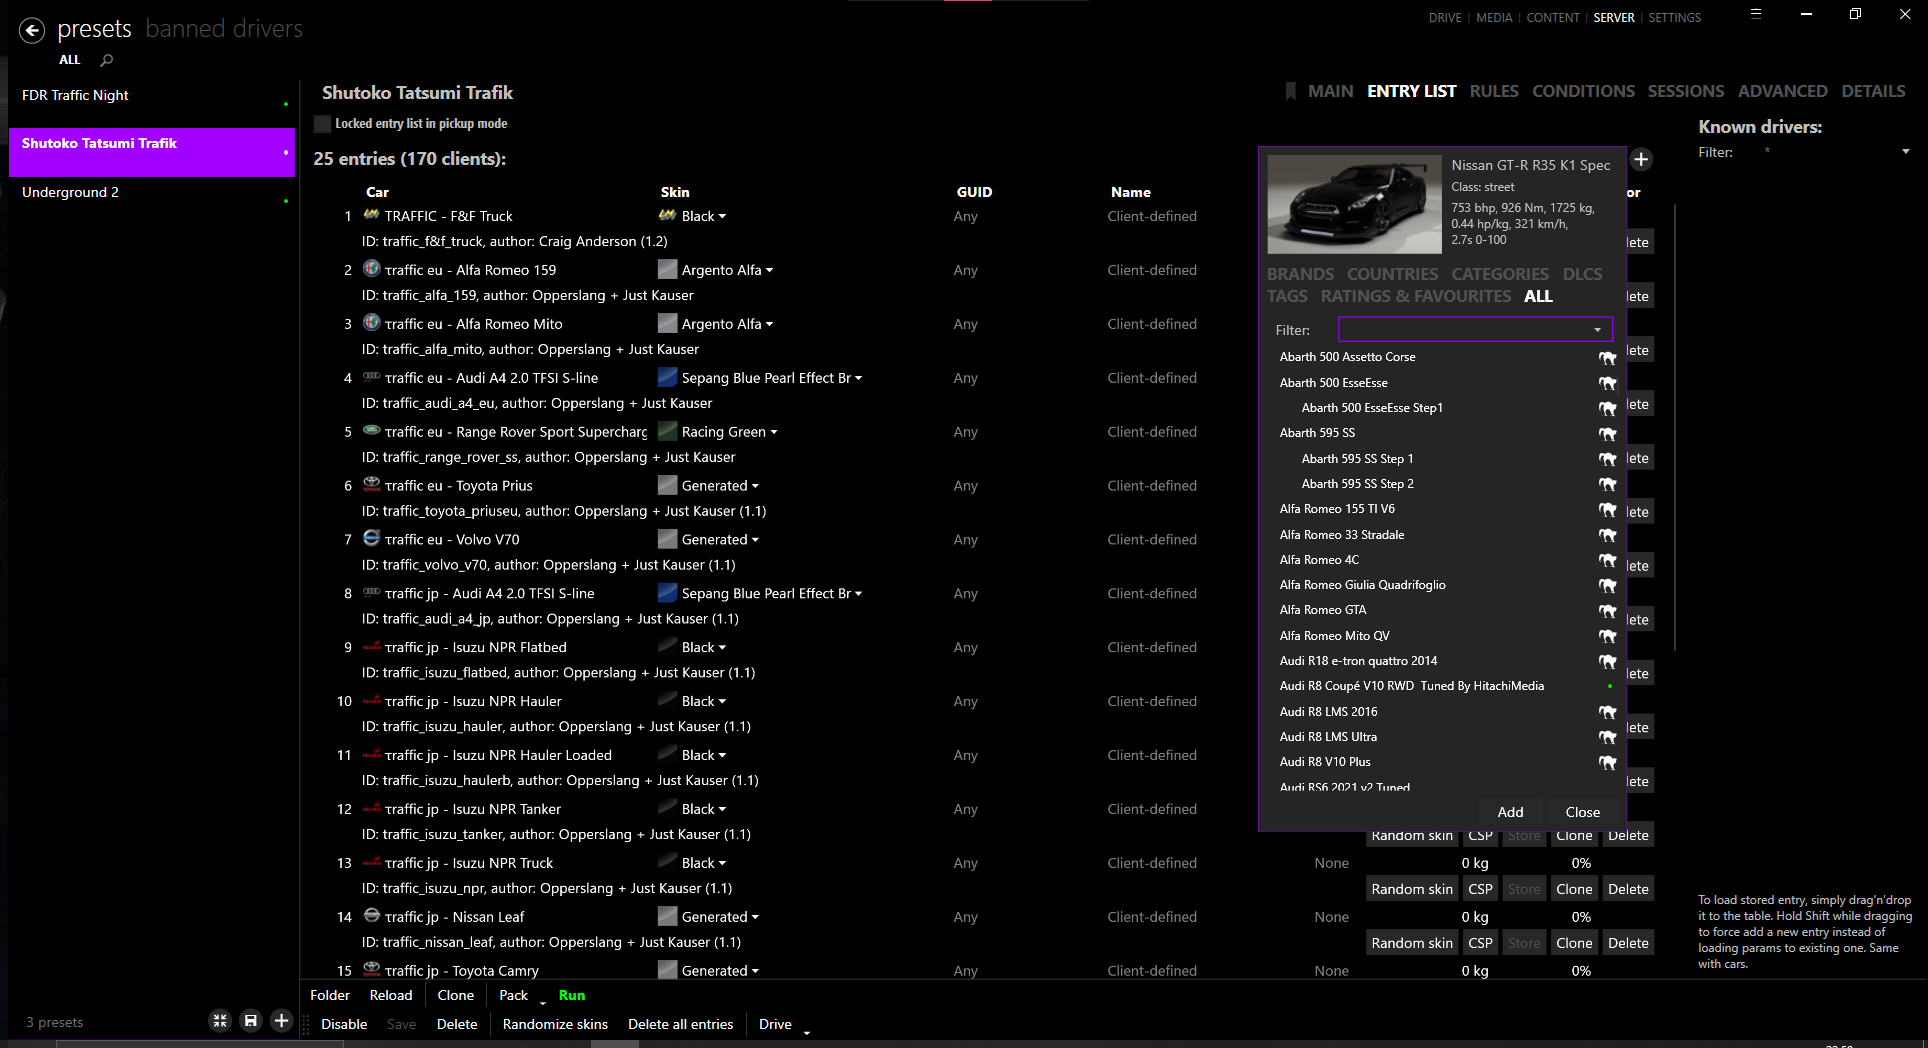 presets banned drivers
ALL
DRIVE | MEDIA | CONTENT | SERVER | SETTINGS
FDR Traffic Night
Shutoko Tatsumi Trafik
Underground 2
3 presets
Shutoko Tatsumi Trafik
MAIN ENTRY LIST RULES CONDITIONS SESSIONS ADVANCED DETAILS
Locked entry list in pickup mode
25 entries (170 clients):
Car Skin GUID Name
1 TRAFFIC - F&F Truck Black Any Client-defined
ID: traffic_f&f_truck, author: Craig Anderson (1.2)
2 traffic eu - Alfa Romeo 159 Argento Alfa Any Client-defined
ID: traffic_alfa_159, author: Opperslang + Just Kauser
3 traffic eu - Alfa Romeo Mito Argento Alfa Any Client-defined
ID: traffic_alfa_mito, author: Opperslang + Just Kauser
4 traffic eu - Audi A4 2.0 TFSI S-line Sepang Blue Pearl Effect Br Any Client-defined
ID: traffic_audi_a4_eu, author: Opperslang + Just Kauser
5 traffic eu - Range Rover Sport Supercharg Racing Green Any Client-defined
ID: traffic_range_rover_ss, author: Opperslang + Just Kauser
6 traffic eu - Toyota Prius Generated Any Client-defined
ID: traffic_toyota_priuseu, author: Opperslang + Just Kauser (1.1)
7 traffic eu - Volvo V70 Generated Any Client-defined
ID: traffic_volvo_v70, author: Opperslang + Just Kauser (1.1)
8 traffic jp - Audi A4 2.0 TFSI S-line Sepang Blue Pearl Effect Br Any Client-defined
ID: traffic_audi_a4_jp, author: Opperslang + Just Kauser (1.1)
9 traffic jp - Isuzu NPR Flatbed Black Any Client-defined
ID: traffic_isuzu_flatbed, author: Opperslang + Just Kauser (1.1)
10 traffic jp - Isuzu NPR Hauler Black Any Client-defined
ID: traffic_isuzu_hauler, author: Opperslang + Just Kauser (1.1)
11 traffic jp - Isuzu NPR Hauler Loaded Black Any Client-defined
ID: traffic_isuzu_haulerb, author: Opperslang + Just Kauser (1.1)
12 traffic jp - Isuzu NPR Tanker Black Any Client-defined
ID: traffic_isuzu_tanker, author: Opperslang + Just Kauser (1.1)
Random skin CSP Store Clone Delete
13 traffic jp - Isuzu NPR Truck Black Any Client-defined None 0 kg 0%
ID: traffic_isuzu_npr, author: Opperslang + Just Kauser (1.1)
Random skin CSP Store Clone Delete
14 traffic jp - Nissan Leaf Generated Any Client-defined None 0 kg 0%
ID: traffic_nissan_leaf, author: Opperslang + Just Kauser (1.1)
Random skin CSP Store Clone Delete
15 traffic jp - Toyota Camry Generated Any Client-defined None 0 kg 0%
Nissan GT-R R35 K1 Spec
Class: street
753 bhp, 926 Nm, 1725 kg,
0.44 hp/kg, 321 km/h,
2.7s 0-100
BRANDS COUNTRIES CATEGORIES DLCS
TAGS RATINGS & FAVOURITES ALL
Filter:
Abarth 500 Assetto Corse
Abarth 500 EsseEsse
Abarth 500 EsseEsse Step1
Abarth 595 SS
Abarth 595 SS Step 1
Abarth 595 SS Step 2
Alfa Romeo 155 TI V6
Alfa Romeo 33 Stradale
Alfa Romeo 4C
Alfa Romeo Giulia Quadrifoglio
Alfa Romeo GTA
Alfa Romeo Mito QV
Audi R18 e-tron quattro 2014
Audi R8 Coupé V10 RWD Tuned By HitachiMedia
Audi R8 LMS 2016
Audi R8 LMS Ultra
Audi R8 V10 Plus
Audi RS6 2021 v2 Tuned
Add Close
or
lete
lete
lete
lete
lete
lete
lete
lete
lete
lete
lete
Known drivers:
Filter: *
To load stored entry, simply drag'n'drop
it to the table. Hold Shift while dragging
to force add a new entry instead of
loading params to existing one. Same
with cars.
Folder Reload Clone Pack Run
Disable Save Delete Randomize skins Delete all entries Drive